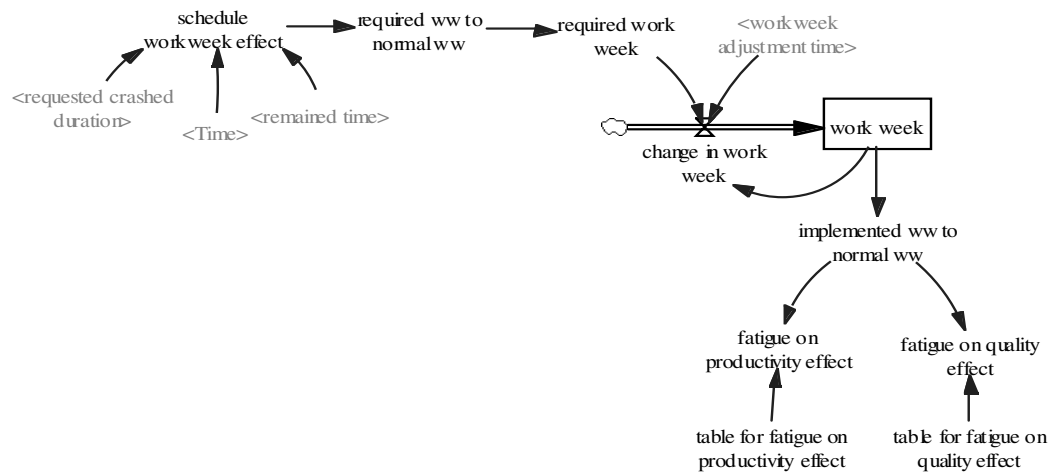 schedule
work week effect
required ww to
normal ww
required work
week
<work week
adjustment time>
<requested crashed
duration>
<Time>
<remained time>
work week
change in work
week
implemented ww to
normal ww
fatigue on
productivity effect
fatigue on quality
effect
table for fatigue on
productivity effect
table for fatigue on
quality effect